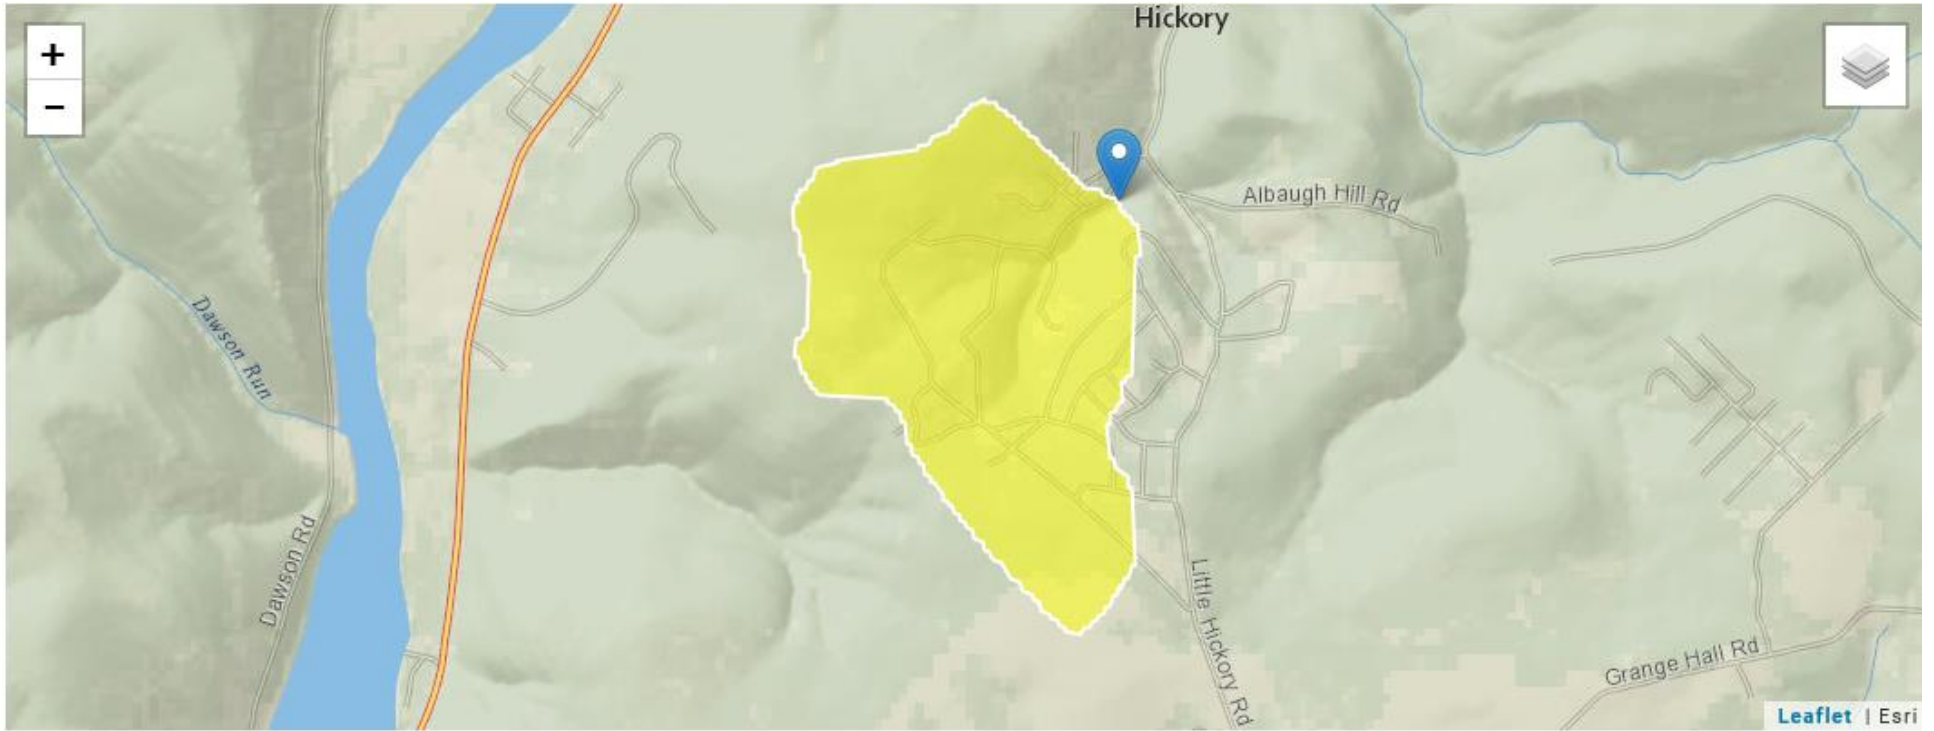 Hickory
+
−
Albaugh Hill Rd
Dawson Run
Dawson Rd
Little Hickory Rd
Grange Hall Rd
Leaflet | Esri